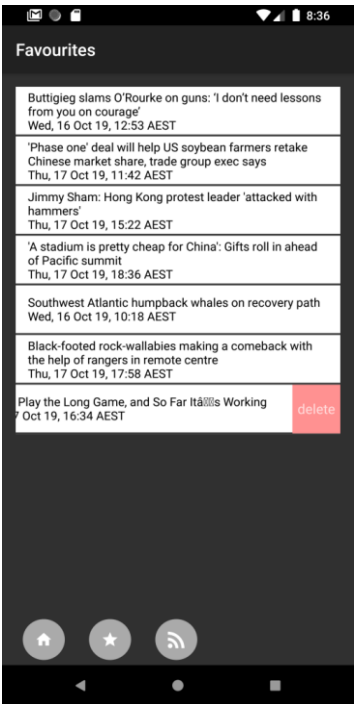 8:36
Favourites
Buttigieg slams O’Rourke on guns: ‘I don’t need lessons
from you on courage’
Wed, 16 Oct 19, 12:53 AEST
'Phase one' deal will help US soybean farmers retake
Chinese market share, trade group exec says
Thu, 17 Oct 19, 11:42 AEST
Jimmy Sham: Hong Kong protest leader 'attacked with
hammers'
Thu, 17 Oct 19, 15:22 AEST
'A stadium is pretty cheap for China': Gifts roll in ahead
of Pacific summit
Thu, 17 Oct 19, 18:36 AEST
Southwest Atlantic humpback whales on recovery path
Wed, 16 Oct 19, 10:18 AEST
Black-footed rock-wallabies making a comeback with
the help of rangers in remote centre
Thu, 17 Oct 19, 17:58 AEST
Play the Long Game, and So Far Itâs Working
7 Oct 19, 16:34 AEST
delete